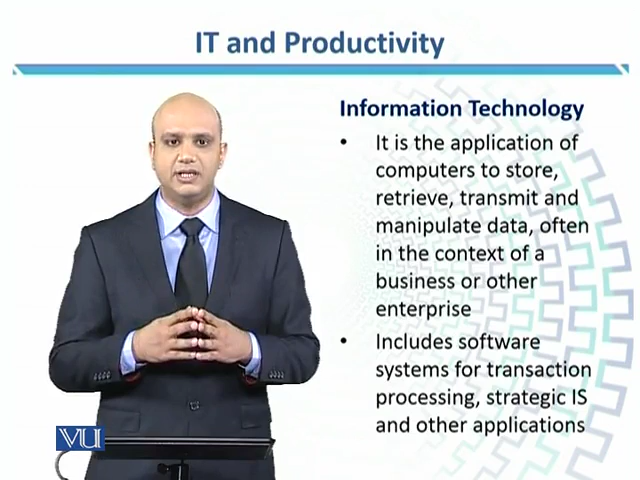 IT and Productivity
Information Technology
• It is the application of
computers to store,
retrieve, transmit and
manipulate data, often
in the context of a
business or other
enterprise
• Includes software
systems for transaction
processing, strategic IS
and other applications
VU